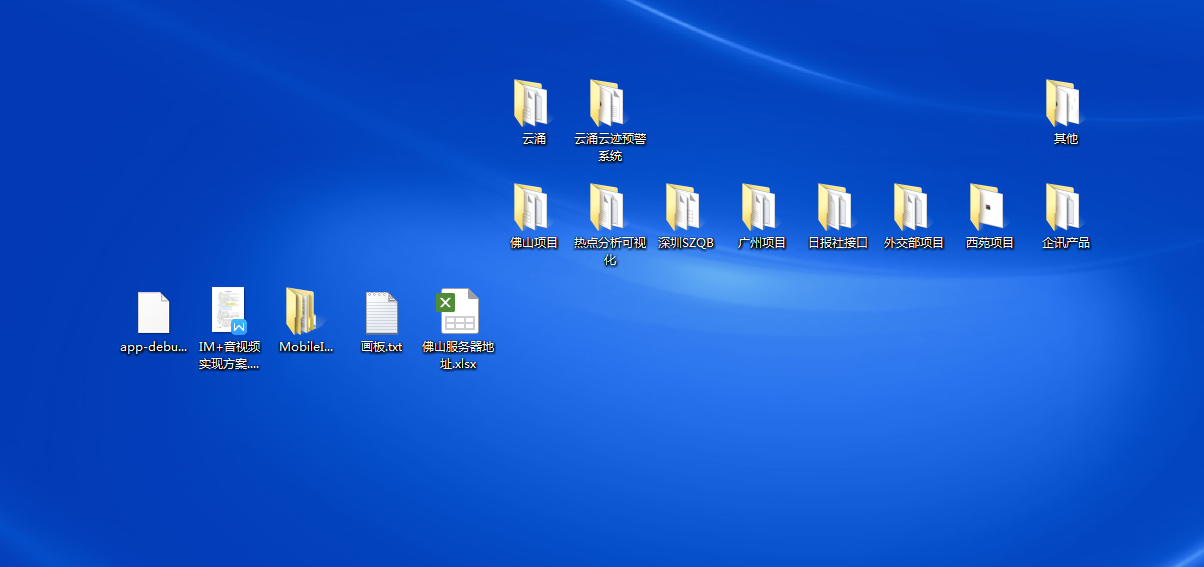 云涌
云涌云迹预警
系统
其他
佛山项目
热点分析可视
化
深圳SZQB
广州项目
日报社接口
外交部项目
西苑项目
企讯产品
app-debu...
IM+音视频
实现方案....
MobileI...
画板.txt
佛山服务器地
址.xlsx